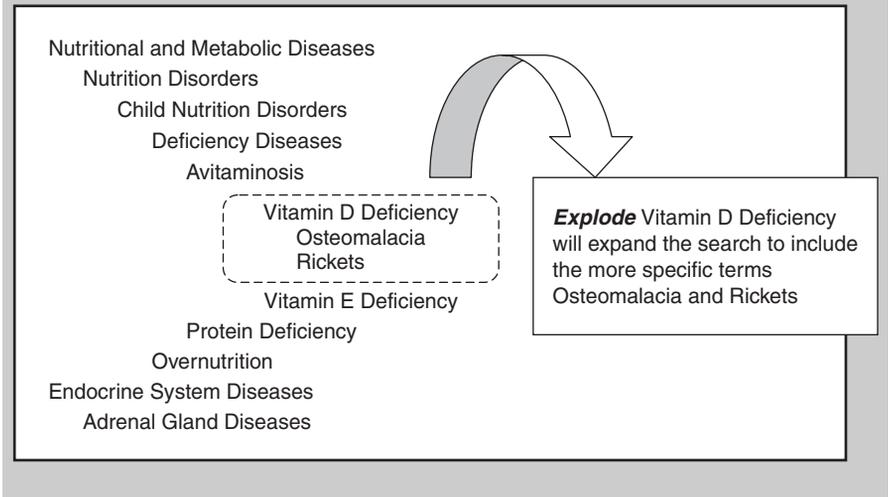 Nutritional and Metabolic Diseases
Nutrition Disorders
Child Nutrition Disorders
Deficiency Diseases
Avitaminosis
Vitamin D Deficiency
Osteomalacia
Rickets
Vitamin E Deficiency
Protein Deficiency
Overnutrition
Endocrine System Diseases
Adrenal Gland Diseases
Explode Vitamin D Deficiency
will expand the search to include
the more specific terms
Osteomalacia and Rickets